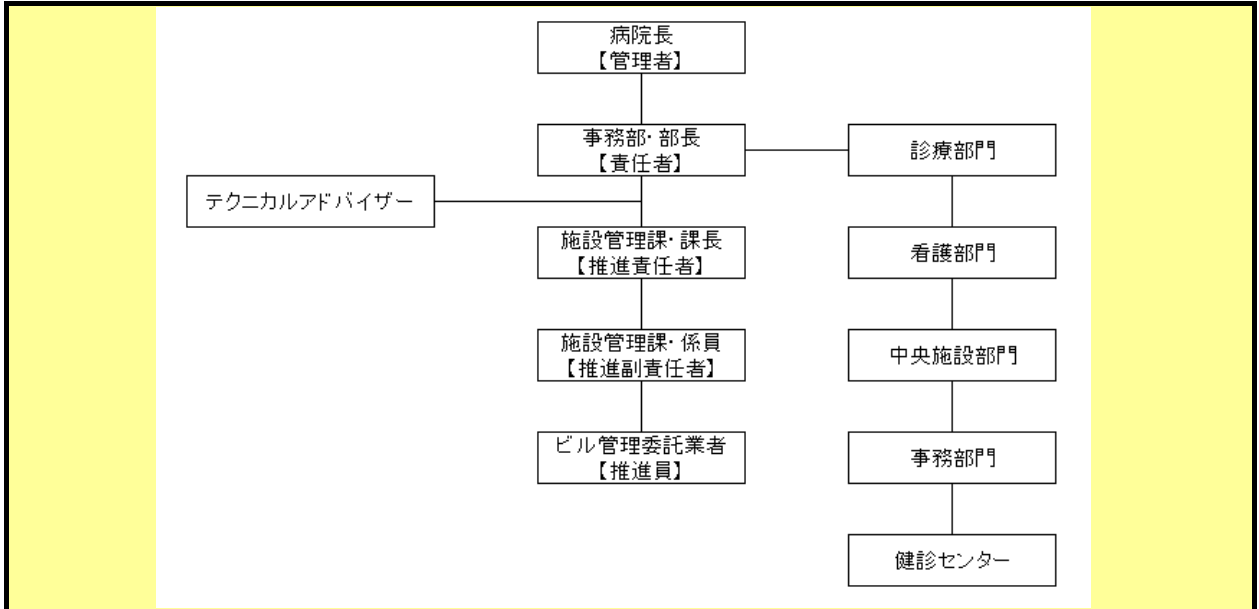 病院長
【管理者】
事務部・部長
【責任者】
診療部門
テクニカルアドバイザー
施設管理課・課長
【推進責任者】
看護部門
施設管理課・係員
【推進副責任者】
中央施設部門
ビル管理委託業者
【推進員】
事務部門
健診センター